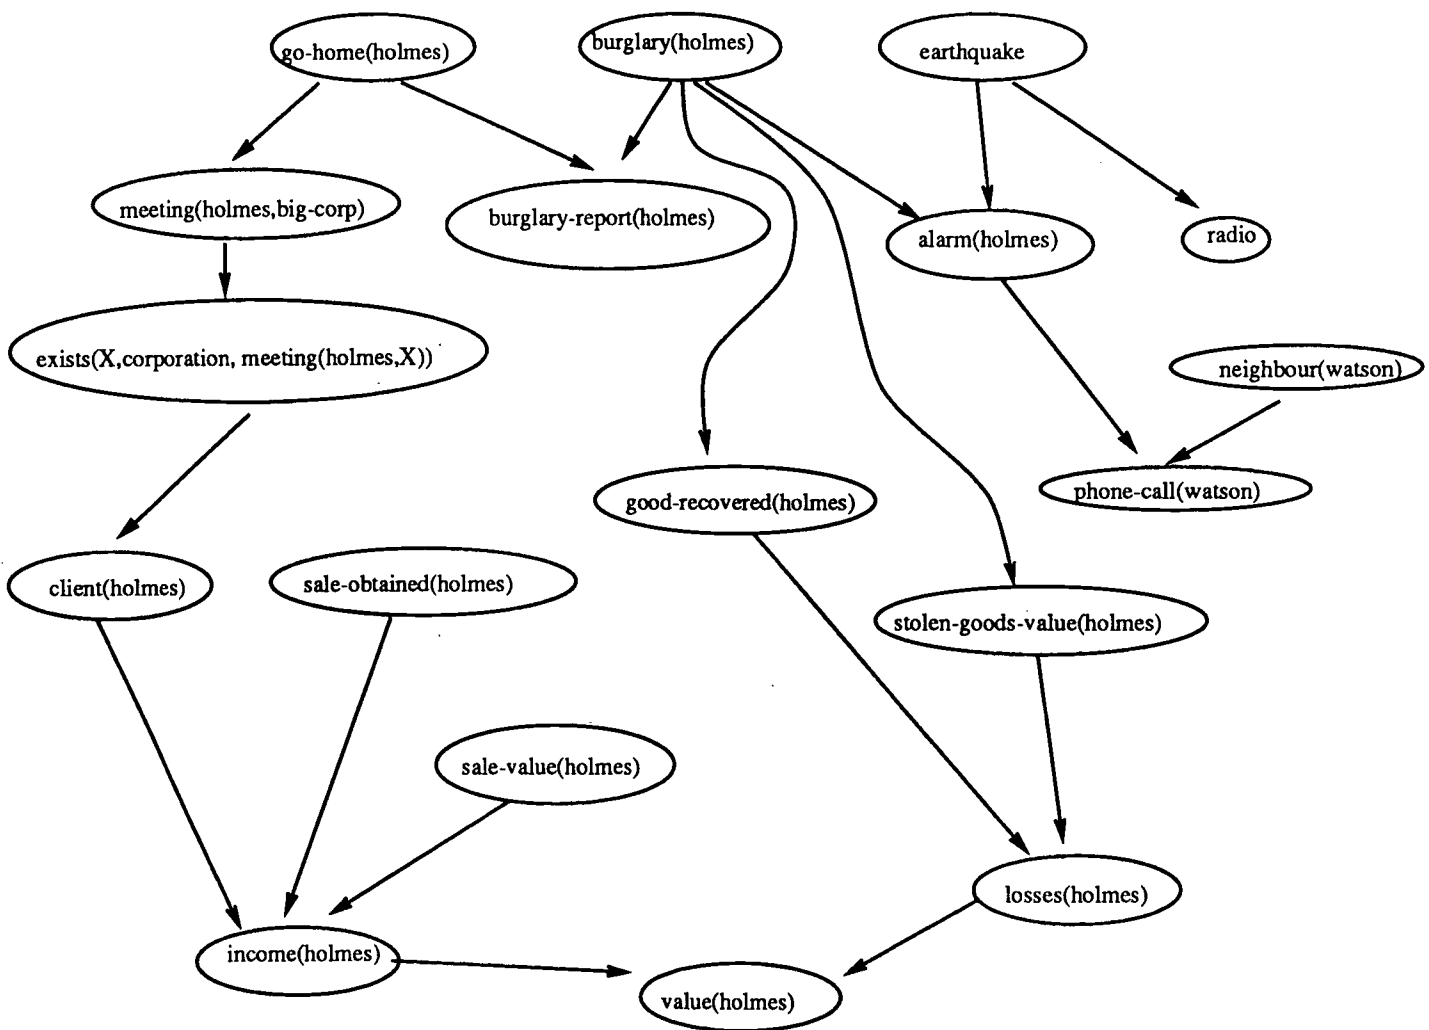 go-home(holmes)
burglary(holmes)
earthquake
meeting(holmes,big-corp)
burglary-report(holmes)
alarm(holmes)
radio
exists(X,corporation, meeting(holmes,X))
neighbour(watson)
good-recovered(holmes)
phone-call(watson)
client(holmes)
sale-obtained(holmes)
stolen-goods-value(holmes)
sale-value(holmes)
losses(holmes)
income(holmes)
value(holmes)